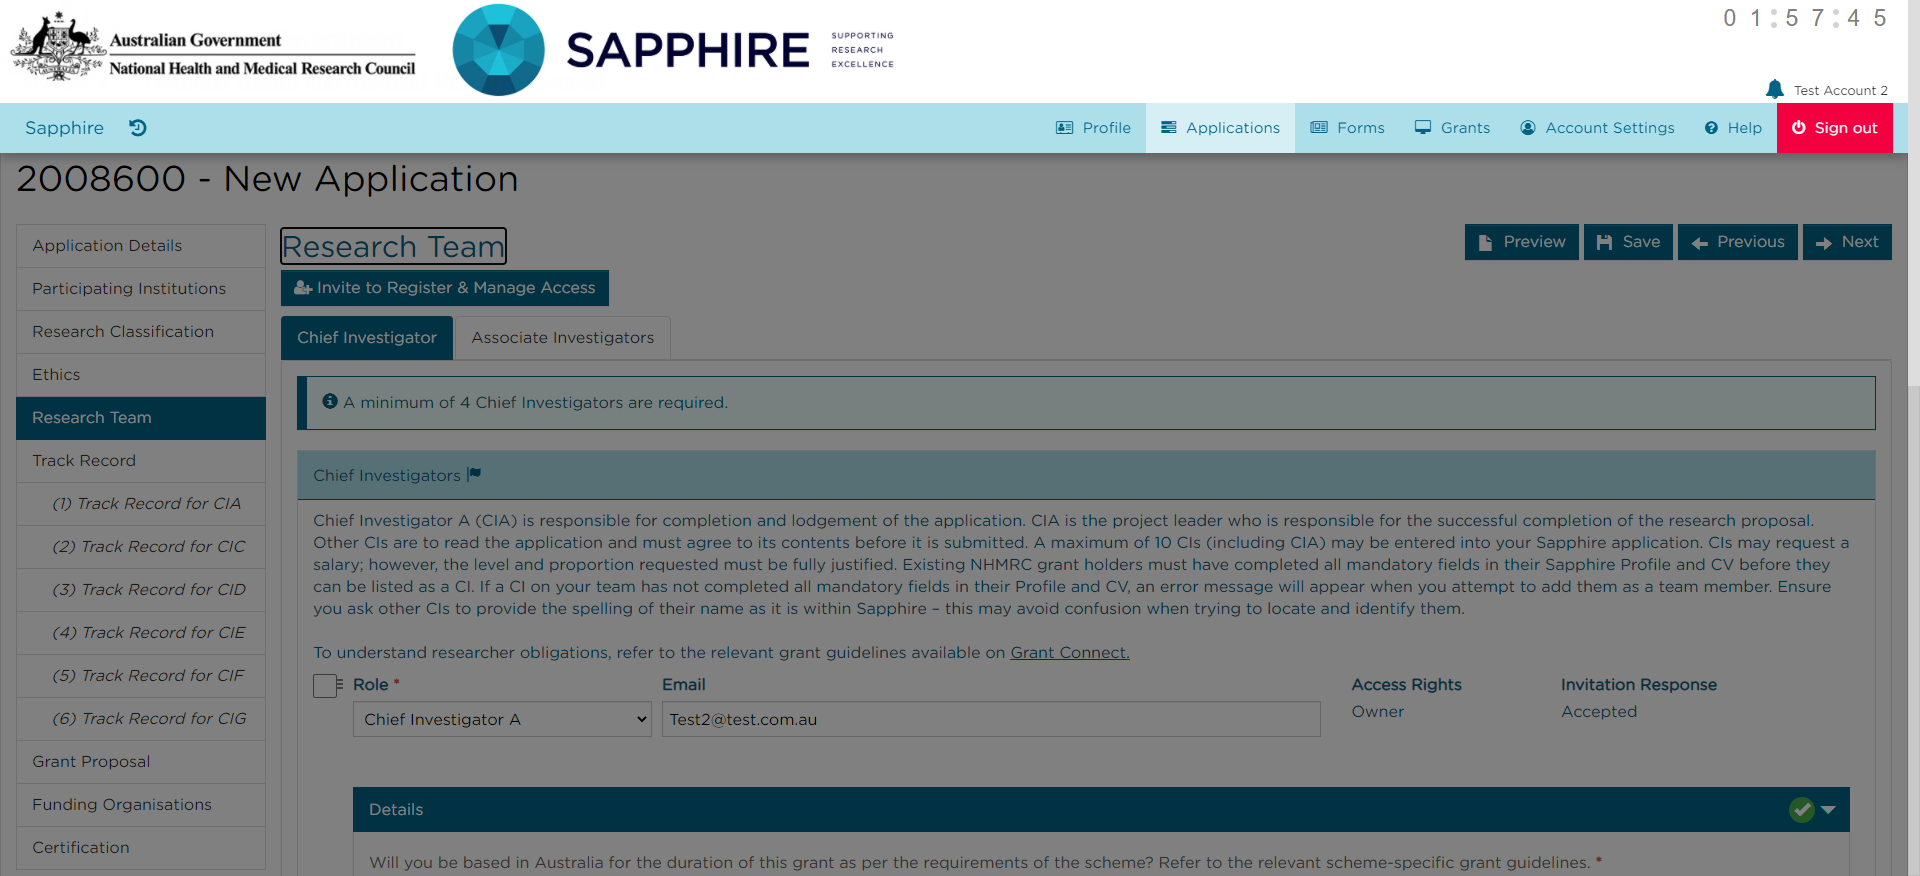 Australian Government
National Health and Medical Research Council
SAPPHIRE
SUPPORTING
RESEARCH
EXCELLENCE
01:57:45
Test Account 2
Sapphire
Profile
Applications
Forms
Grants
Account Settings
Help
Sign out
2008600 - New Application
Application Details
Participating Institutions
Research Classification
Ethics
Research Team
Track Record
(1) Track Record for CIA
(2) Track Record for CIC
(3) Track Record for CID
(4) Track Record for CIE
(5) Track Record for CIF
(6) Track Record for CIG
Grant Proposal
Funding Organisations
Certification
Research Team
Preview
Save
Previous
Next
Invite to Register & Manage Access
Chief Investigator
Associate Investigators
A minimum of 4 Chief Investigators are required.
Chief Investigators
Chief Investigator A (CIA) is responsible for completion and lodgement of the application. CIA is the project leader who is responsible for the successful completion of the research proposal.
Other CIs are to read the application and must agree to its contents before it is submitted. A maximum of 10 CIs (including CIA) may be entered into your Sapphire application. CIs may request a
salary; however, the level and proportion requested must be fully justified. Existing NHMRC grant holders must have completed all mandatory fields in their Sapphire Profile and CV before they
can be listed as a CI. If a CI on your team has not completed all mandatory fields in their Profile and CV, an error message will appear when you attempt to add them as a team member. Ensure
you ask other CIs to provide the spelling of their name as it is within Sapphire – this may avoid confusion when trying to locate and identify them.
To understand researcher obligations, refer to the relevant grant guidelines available on Grant Connect.
Role *
Email
Access Rights
Invitation Response
Chief Investigator A
Test2@test.com.au
Owner
Accepted
Details
Will you be based in Australia for the duration of this grant as per the requirements of the scheme? Refer to the relevant scheme-specific grant guidelines. *